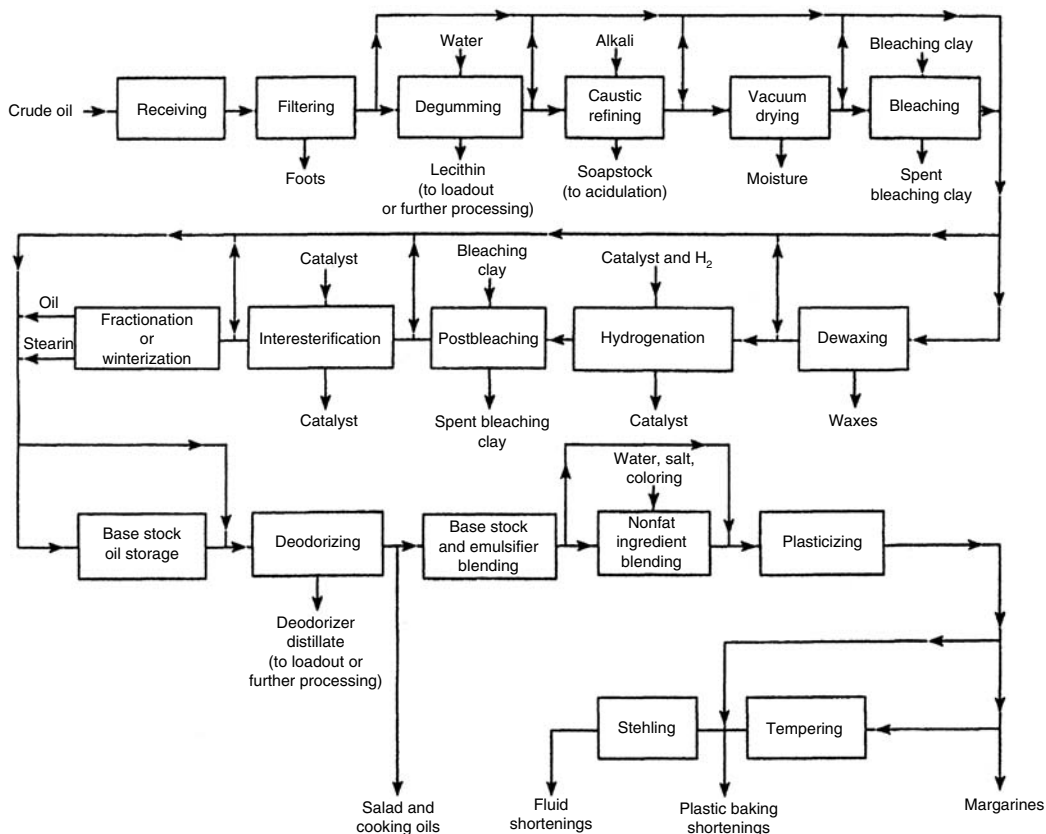 Water
Alkali
Bleaching clay
Crude oil
Receiving
Filtering
Degumming
Caustic
refining
Vacuum
drying
Bleaching
Foots
Lecithin
(to loadout
or further processing)
Soapstock
(to acidulation)
Moisture
Spent
bleaching clay
Catalyst
Bleaching
clay
Catalyst and H2
Oil
Stearin
Fractionation
or
winterization
Interesterification
Postbleaching
Hydrogenation
Dewaxing
Catalyst
Spent bleaching
clay
Catalyst
Waxes
Water, salt,
coloring
Base stock
oil storage
Deodorizing
Base stock
and emulsifier
blending
Nonfat
ingredient
blending
Plasticizing
Deodorizer
distillate
(to loadout or
further processing)
Stehling
Tempering
Salad and
cooking oils
Fluid
shortenings
Plastic baking
shortenings
Margarines